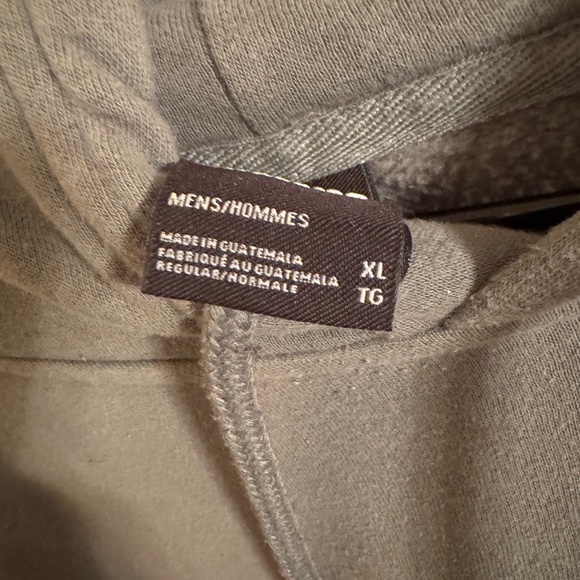 MENS/HOMMES
MADE IN GUATEMALA
FABRIQUÉ AU GUATEMALA
REGULAR/NORMALE
XL
TG